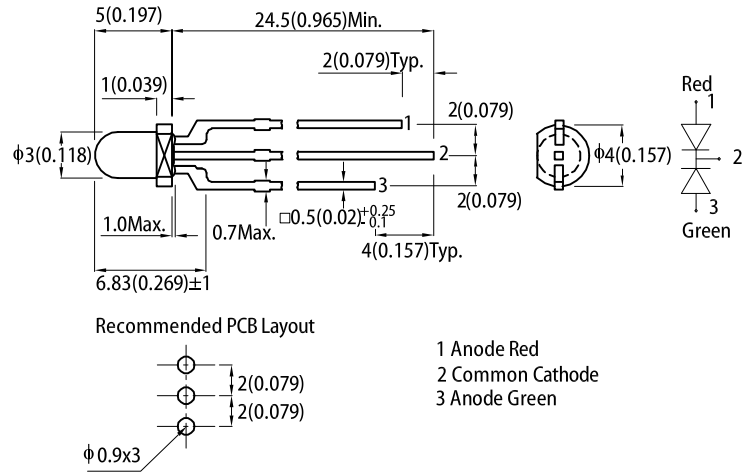 5(0.197)
24.5(0.965)Min.
2(0.079)Typ.
1(0.039)
Red
1
2(0.079)
1
ϕ3(0.118)
2
ϕ4(0.157)
2
3
2(0.079)
3
1.0Max.
0.7Max.
□0.5(0.02)+0.25
-0.1
Green
4(0.157)Typ.
6.83(0.269)±1
Recommended PCB Layout
1 Anode Red
2 Common Cathode
3 Anode Green
2(0.079)
2(0.079)
ϕ0.9x3